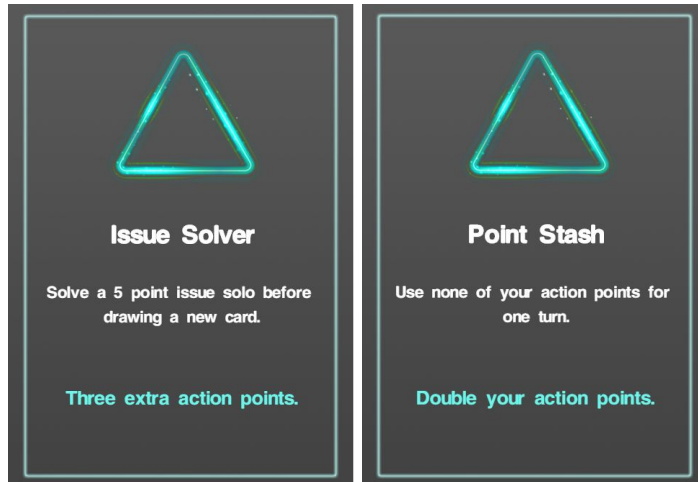 Issue Solver
Solve a 5 point issue solo before
drawing a new card.
Three extra action points.
Point Stash
Use none of your action points for
one turn.
Double your action points.